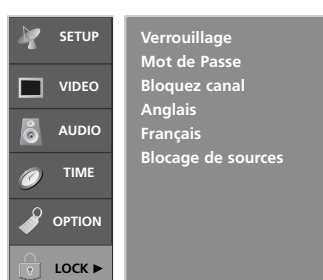 SETUP
VIDEO
AUDIO
TIME
OPTION
LOCK ►
Verrouillage
Mot de Passe
Bloquez canal
Anglais
Français
Blocage de sources